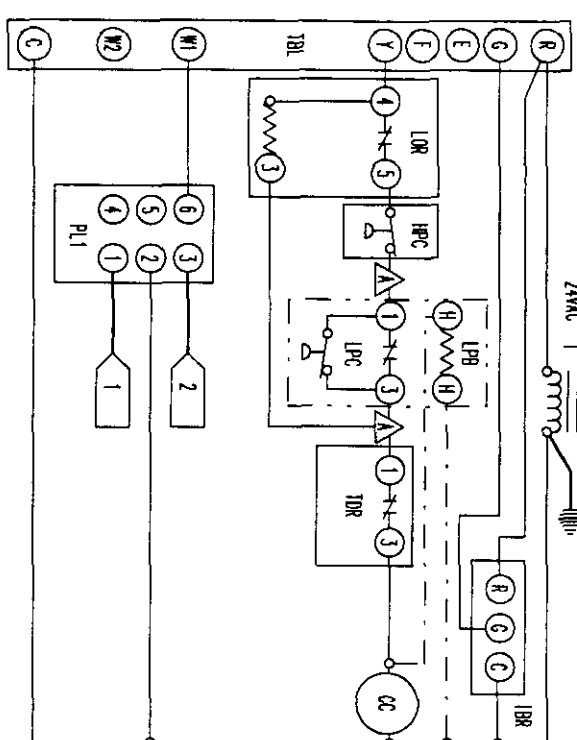 24VAC
R
IBR
G R G C
E
LPB
H H
F LOR
HPC
Y 4 5 A 1 3 A 1 3 CC
LPC TDR
TBL 3
W1 6 3 2
5 2
W2 4 1 1
PL1
C